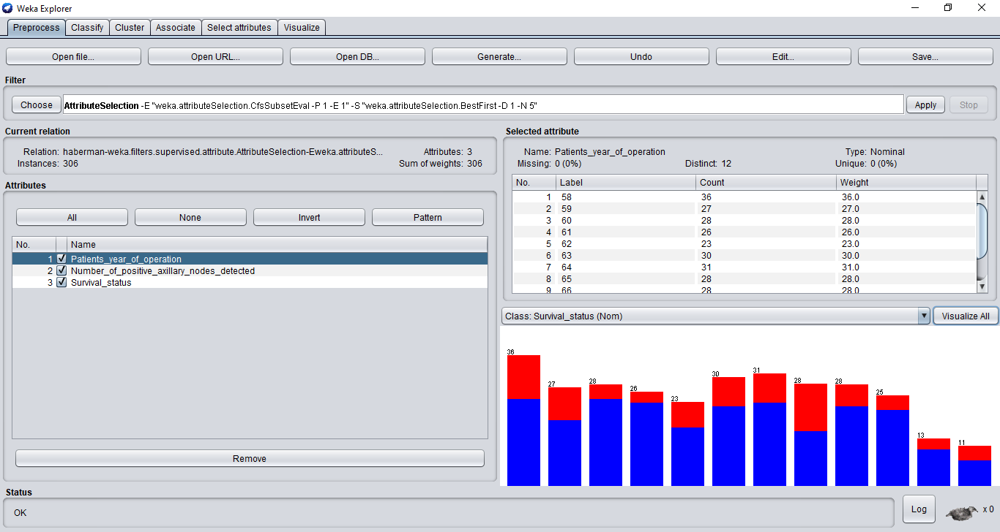 Weka Explorer
Preprocess Classify Cluster Associate Select attributes Visualize
Open file... Open URL... Open DB... Generate... Undo Edit... Save...
Filter
Choose AttributeSelection -E "weka.attributeSelection.CfsSubsetEval -P 1 -E 1" -S "weka.attributeSelection.BestFirst -D 1 -N 5" Apply Stop
Current relation
Relation: haberman-weka.filters.supervised.attribute.AttributeSelection-Eweka.attributeS... Attributes: 3
Instances: 306 Sum of weights: 306
Attributes
All None Invert Pattern
No. Name
1 Patients_year_of_operation
2 Number_of_positive_axillary_nodes_detected
3 Survival_status
Remove
Selected attribute
Name: Patients_year_of_operation Type: Nominal
Missing: 0 (0%) Distinct: 12 Unique: 0 (0%)
No. Label Count Weight
1 58 36 36.0
2 59 27 27.0
3 60 28 28.0
4 61 26 26.0
5 62 23 23.0
6 63 30 30.0
7 64 31 31.0
8 65 28 28.0
9 66 28 28.0
Class: Survival_status (Nom) Visualize All
36 27 28 26 23 30 31 28 28 25 13 11
Status
OK Log x 0